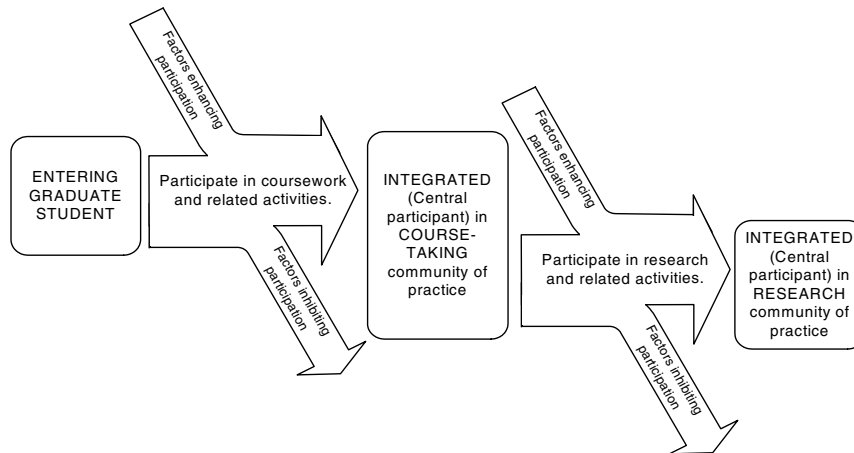 Factors enhancing
participation
ENTERING
GRADUATE
STUDENT
Participate in coursework
and related activities.
Factors inhibiting
participation
INTEGRATED
(Central
participant) in
COURSE-
TAKING
community of
practice
Factors enhancing
participation
Participate in research
and related activities.
Factors inhibiting
participation
INTEGRATED
(Central
participant) in
RESEARCH
community of
practice